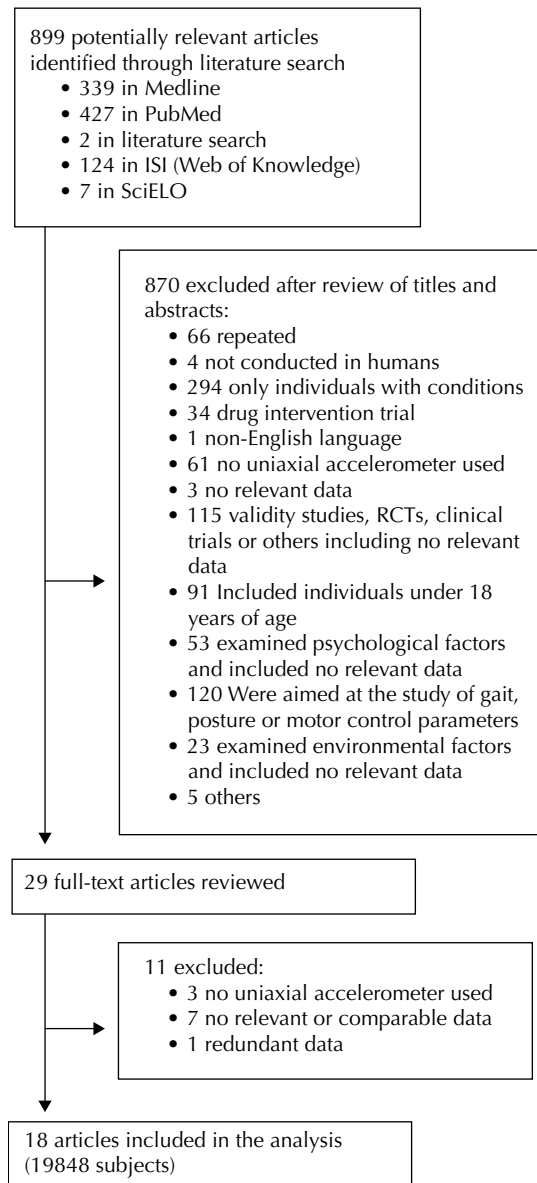 899 potentially relevant articles
identified through literature search
• 339 in Medline
• 427 in PubMed
• 2 in literature search
• 124 in ISI (Web of Knowledge)
• 7 in SciELO
870 excluded after review of titles and
abstracts:
• 66 repeated
• 4 not conducted in humans
• 294 only individuals with conditions
• 34 drug intervention trial
• 1 non-English language
• 61 no uniaxial accelerometer used
• 3 no relevant data
• 115 validity studies, RCTs, clinical
trials or others including no relevant
data
• 91 Included individuals under 18
years of age
• 53 examined psychological factors
and included no relevant data
• 120 Were aimed at the study of gait,
posture or motor control parameters
• 23 examined environmental factors
and included no relevant data
• 5 others
29 full-text articles reviewed
11 excluded:
• 3 no uniaxial accelerometer used
• 7 no relevant or comparable data
• 1 redundant data
18 articles included in the analysis
(19848 subjects)